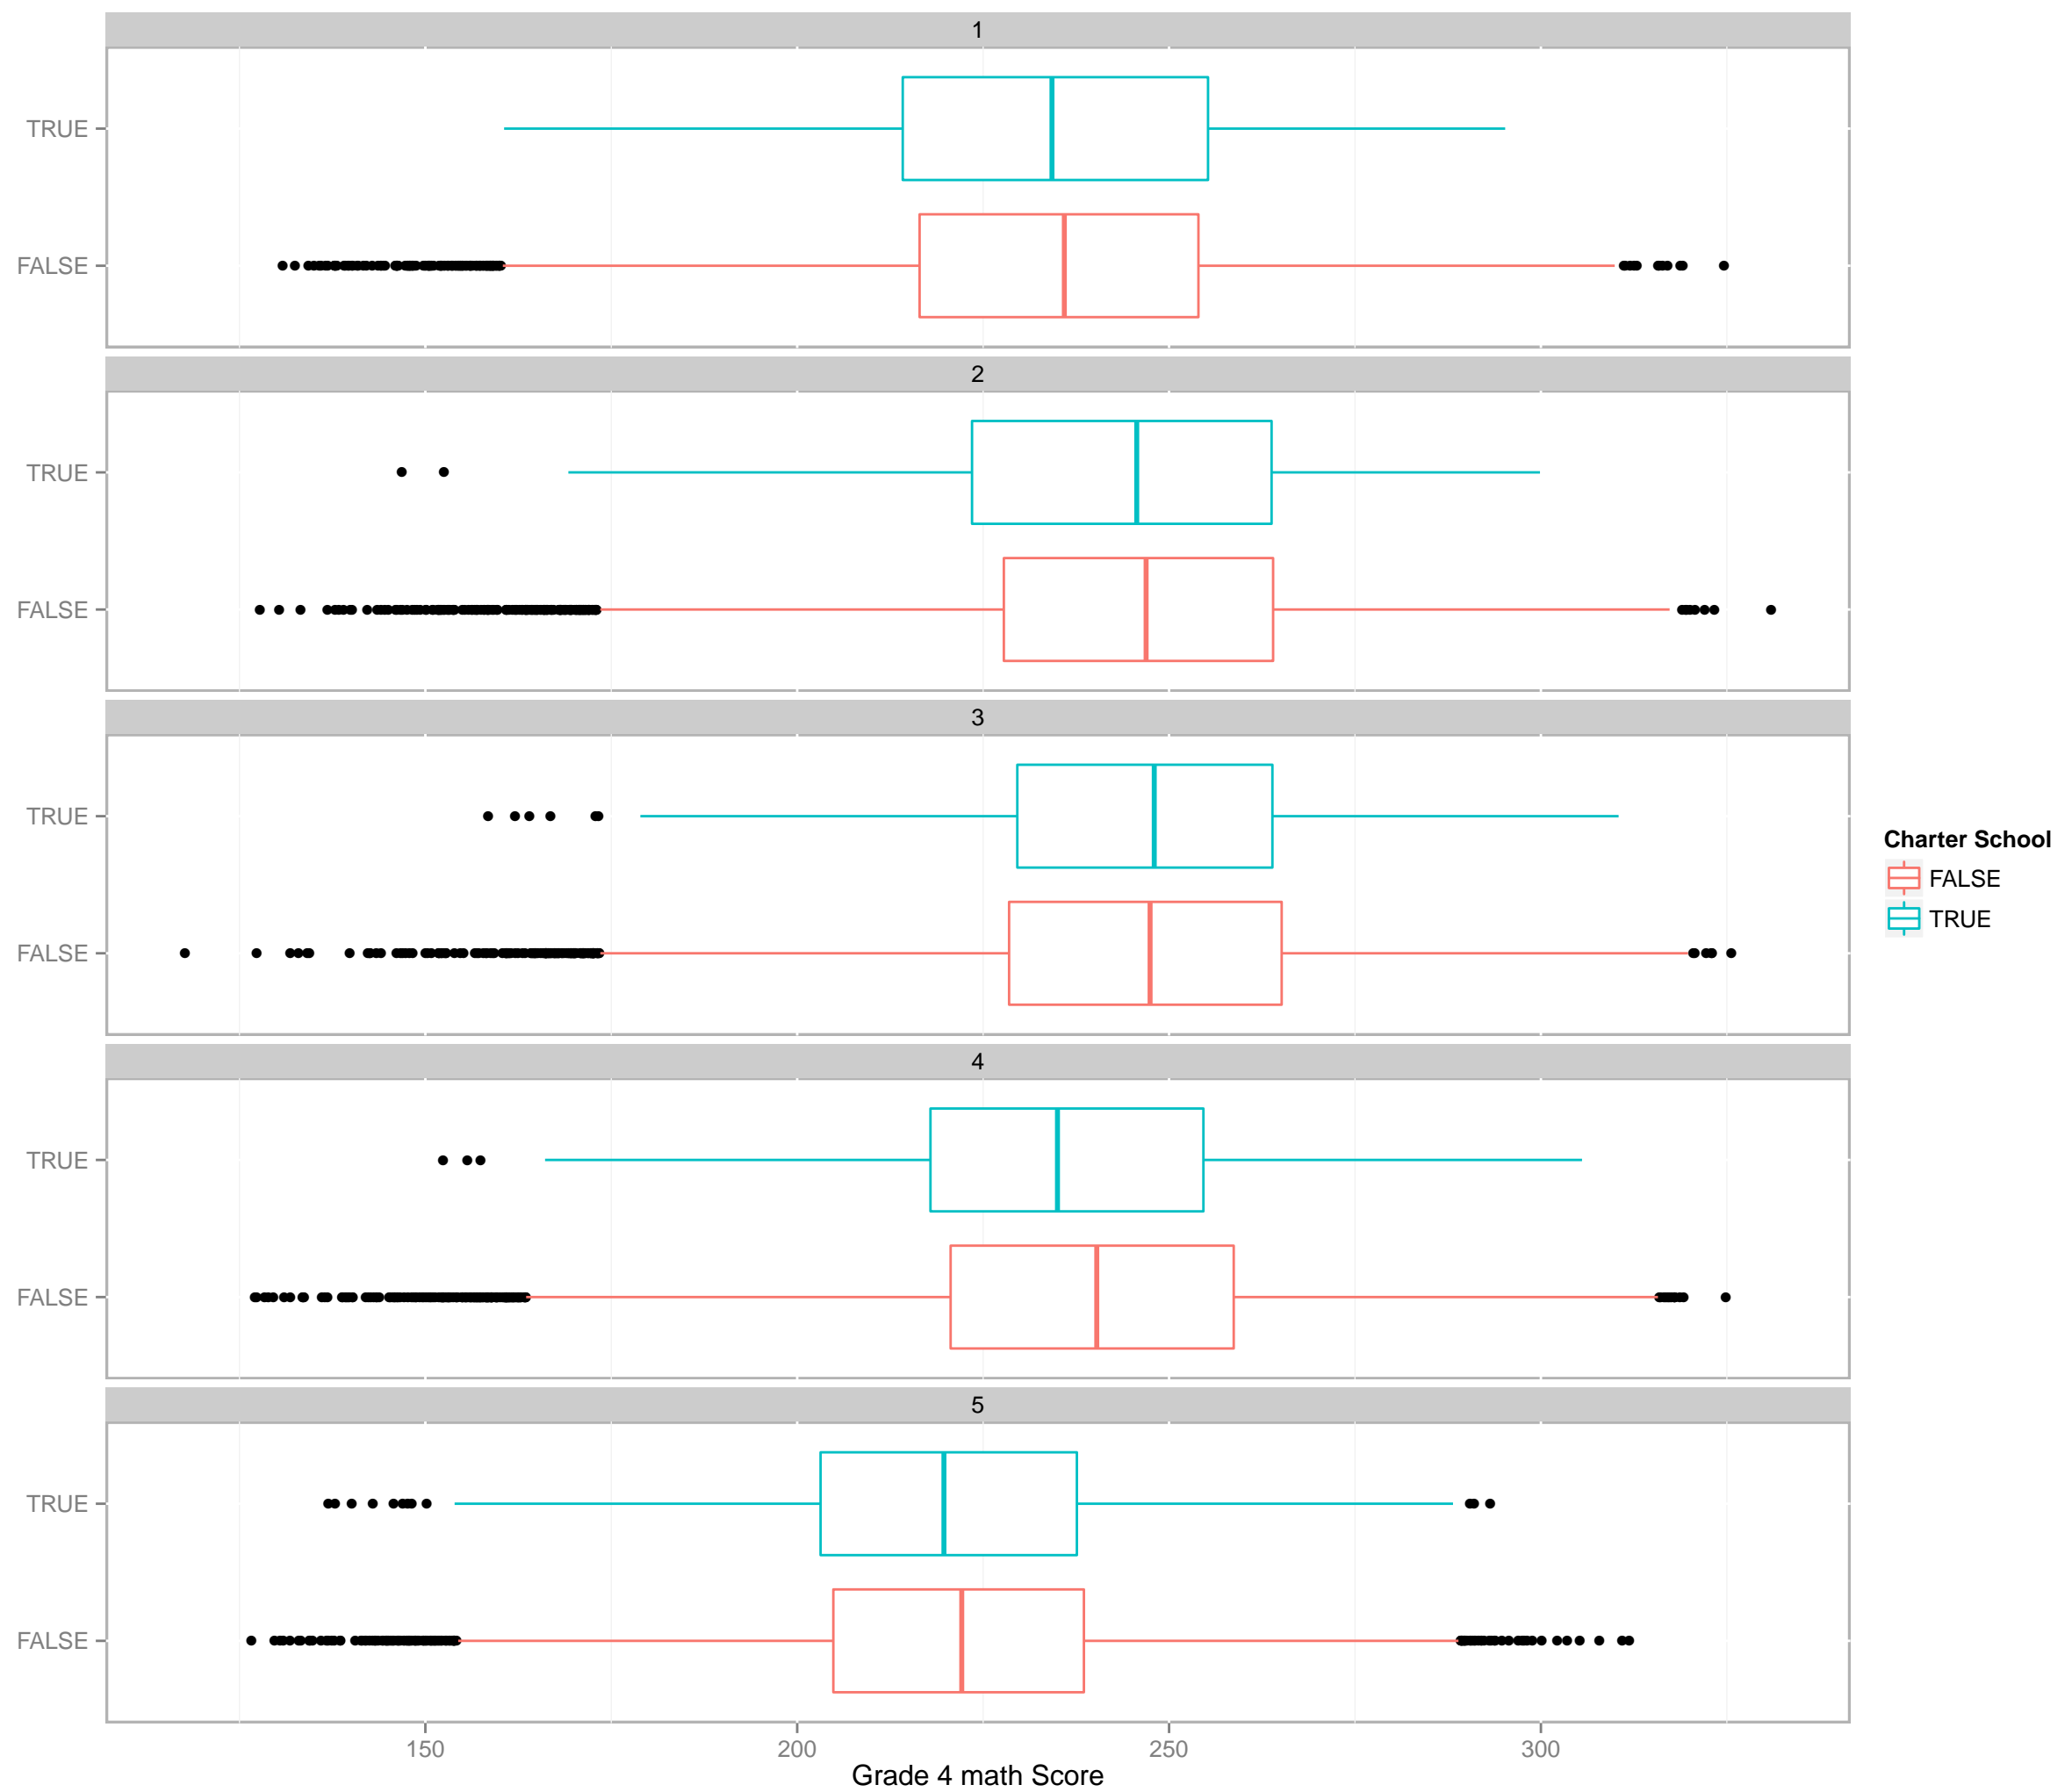 1
TRUE
FALSE
2
TRUE
FALSE
3
TRUE
FALSE
4
TRUE
FALSE
5
TRUE
FALSE
150 200 250 300
Grade 4 math Score
Charter School
FALSE
TRUE